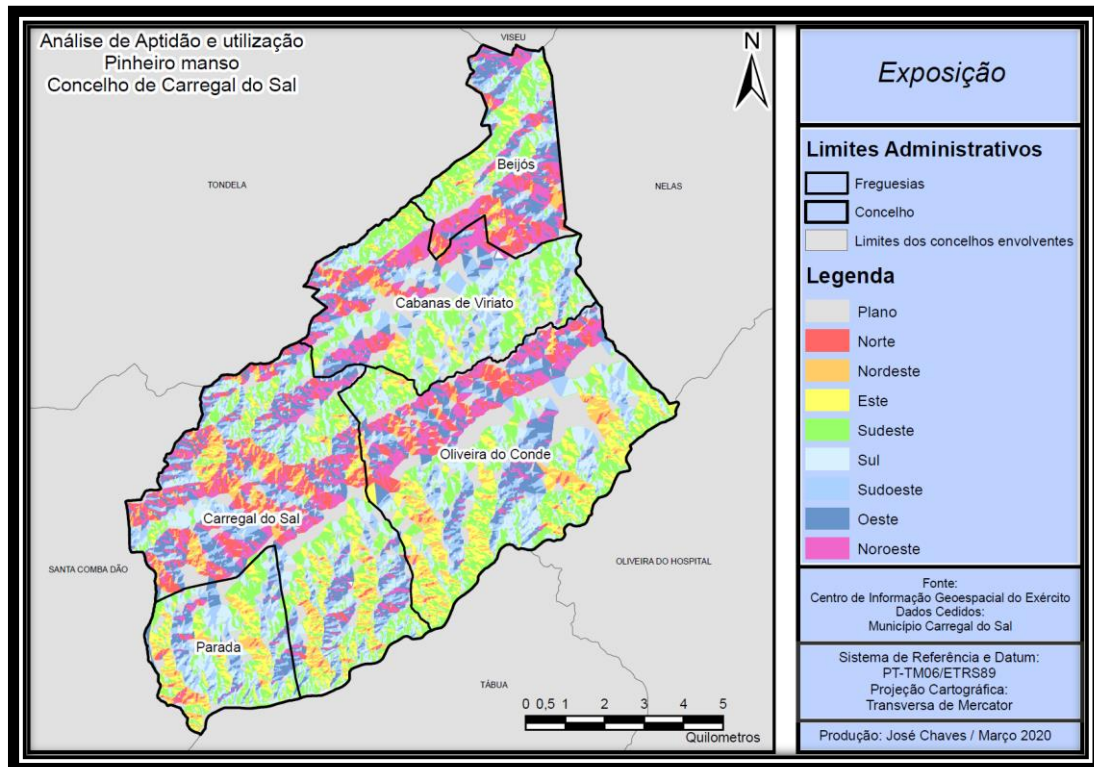 Análise de Aptidão e utilização
Pinheiro manso
Concelho de Carregal do Sal
VISEU
N
TONDELA
Beijós
NELAS
Cabanas de Viriato
Oliveira do Conde
Carregal do Sal
SANTA COMBA DÃO
OLIVEIRA DO HOSPITAL
Parada
TÁBUA
0 0,5 1 2 3 4 5
Quilometros
Exposição
Limites Administrativos
Freguesias
Concelho
Limites dos concelhos envolventes
Legenda
Plano
Norte
Nordeste
Este
Sudeste
Sul
Sudoeste
Oeste
Noroeste
Fonte:
Centro de Informação Geoespacial do Exército
Dados Cedidos:
Município Carregal do Sal
Sistema de Referência e Datum:
PT-TM06/ETRS89
Projeção Cartográfica:
Transversa de Mercator
Produção: José Chaves / Março 2020